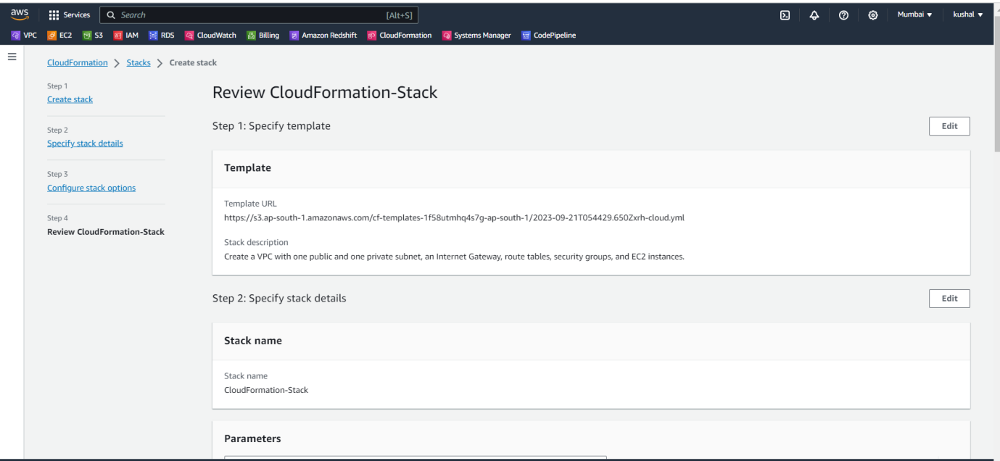 aws
Services
Search [Alt+S]
Mumbai ▼
kushal ▼
VPC
EC2
S3
IAM
RDS
CloudWatch
Billing
Amazon Redshift
CloudFormation
Systems Manager
CodePipeline
CloudFormation > Stacks > Create stack
Step 1
Create stack
Step 2
Specify stack details
Step 3
Configure stack options
Step 4
Review CloudFormation-Stack
Review CloudFormation-Stack
Step 1: Specify template
Edit
Template
Template URL
https://s3.ap-south-1.amazonaws.com/cf-templates-1f58utmhq4s7g-ap-south-1/2023-09-21T054429.650Zxrh-cloud.yml
Stack description
Create a VPC with one public and one private subnet, an Internet Gateway, route tables, security groups, and EC2 instances.
Step 2: Specify stack details
Edit
Stack name
Stack name
CloudFormation-Stack
Parameters